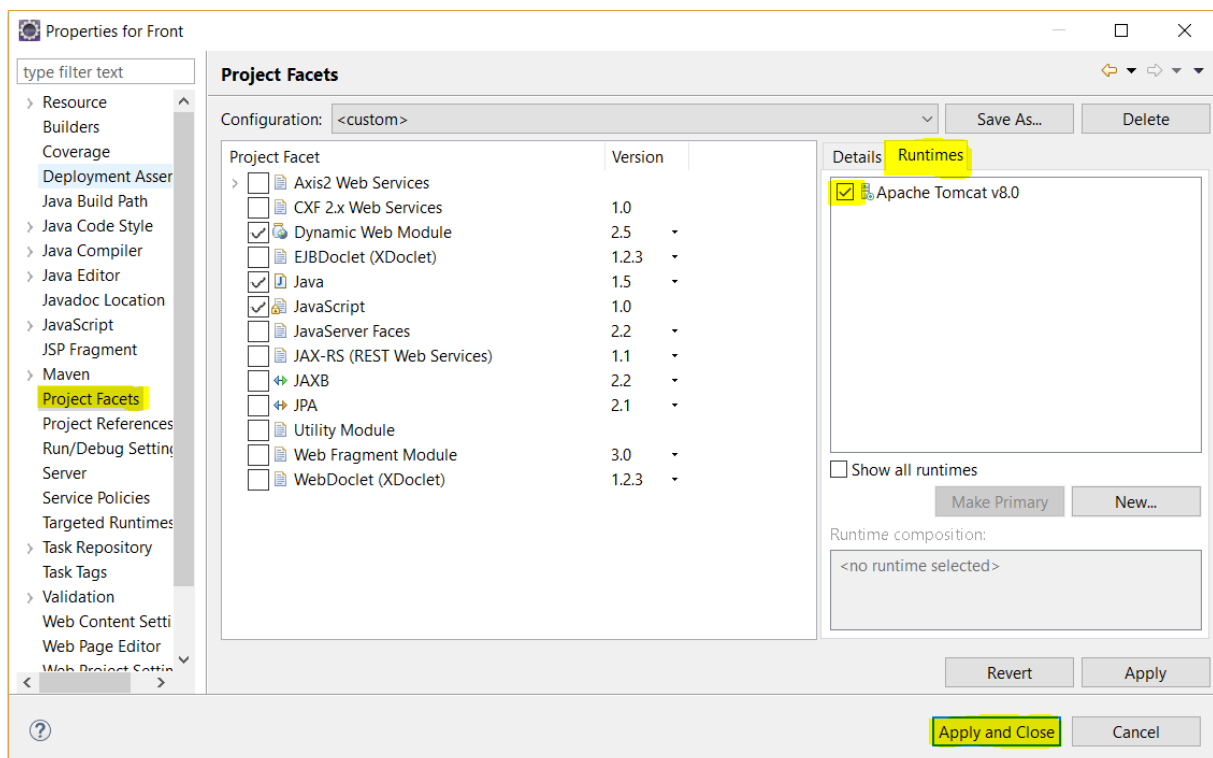 Properties for Front
type filter text
Resource
Builders
Coverage
Deployment Asser
Java Build Path
Java Code Style
Java Compiler
Java Editor
Javadoc Location
JavaScript
JSP Fragment
Maven
Project Facets
Project References
Run/Debug Setting
Server
Service Policies
Targeted Runtimes
Task Repository
Task Tags
Validation
Web Content Setti
Web Page Editor
Web Project Settin
Project Facets
Configuration: <custom> Save As... Delete
Project Facet Version
Axis2 Web Services
CXF 2.x Web Services 1.0
Dynamic Web Module 2.5
EJBDoclet (XDoclet) 1.2.3
Java 1.5
JavaScript 1.0
JavaServer Faces 2.2
JAX-RS (REST Web Services) 1.1
JAXB 2.2
JPA 2.1
Utility Module
Web Fragment Module 3.0
WebDoclet (XDoclet) 1.2.3
Details Runtimes
Apache Tomcat v8.0
Show all runtimes
Make Primary New...
Runtime composition:
<no runtime selected>
Revert Apply
Apply and Close Cancel